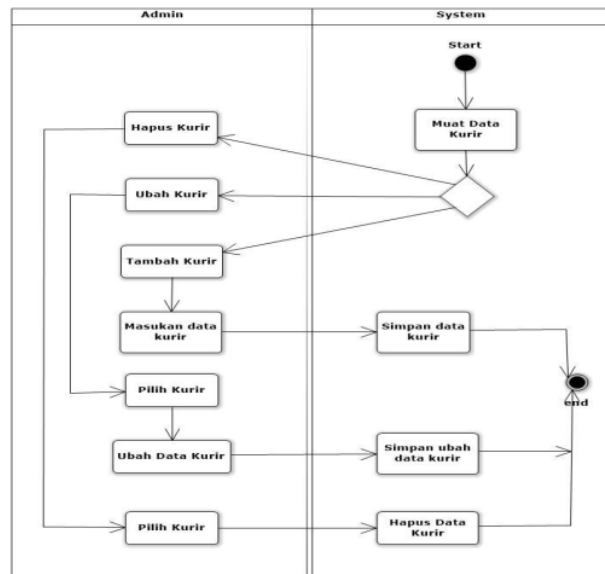 Admin
System
Start
Muat Data
Kurir
Hapus Kurir
Ubah Kurir
Tambah Kurir
Masukan data
kurir
Simpan data
kurir
Pilih Kurir
end
Ubah Data Kurir
Simpan ubah
data kurir
Pilih Kurir
Hapus Data
Kurir